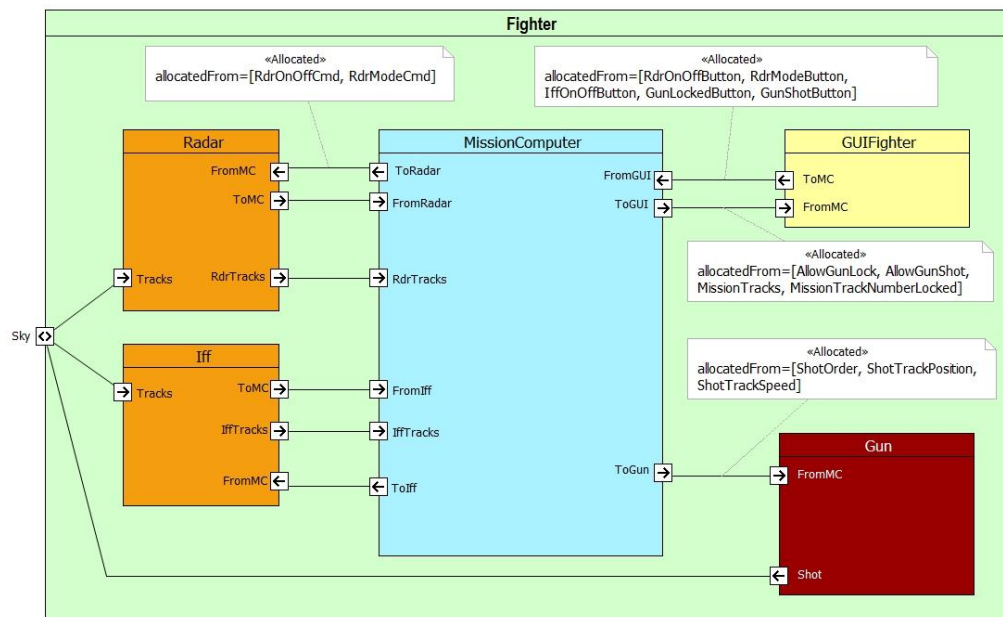 Fighter
«Allocated»
allocatedFrom=[RdrOnOffCmd, RdrModeCmd]
«Allocated»
allocatedFrom=[RdrOnOffButton, RdrModeButton,
IffOnOffButton, GunLockedButton, GunShotButton]
Radar
FromMC
ToMC
Tracks
RdrTracks
MissionComputer
ToRadar
FromRadar
RdrTracks
FromGUI
ToGUI
FromIff
IffTracks
ToIff
ToGun
GUIFighter
ToMC
FromMC
«Allocated»
allocatedFrom=[AllowGunLock, AllowGunShot,
MissionTracks, MissionTrackNumberLocked]
Sky
Iff
Tracks
ToMC
IffTracks
FromMC
«Allocated»
allocatedFrom=[ShotOrder, ShotTrackPosition,
ShotTrackSpeed]
Gun
FromMC
Shot